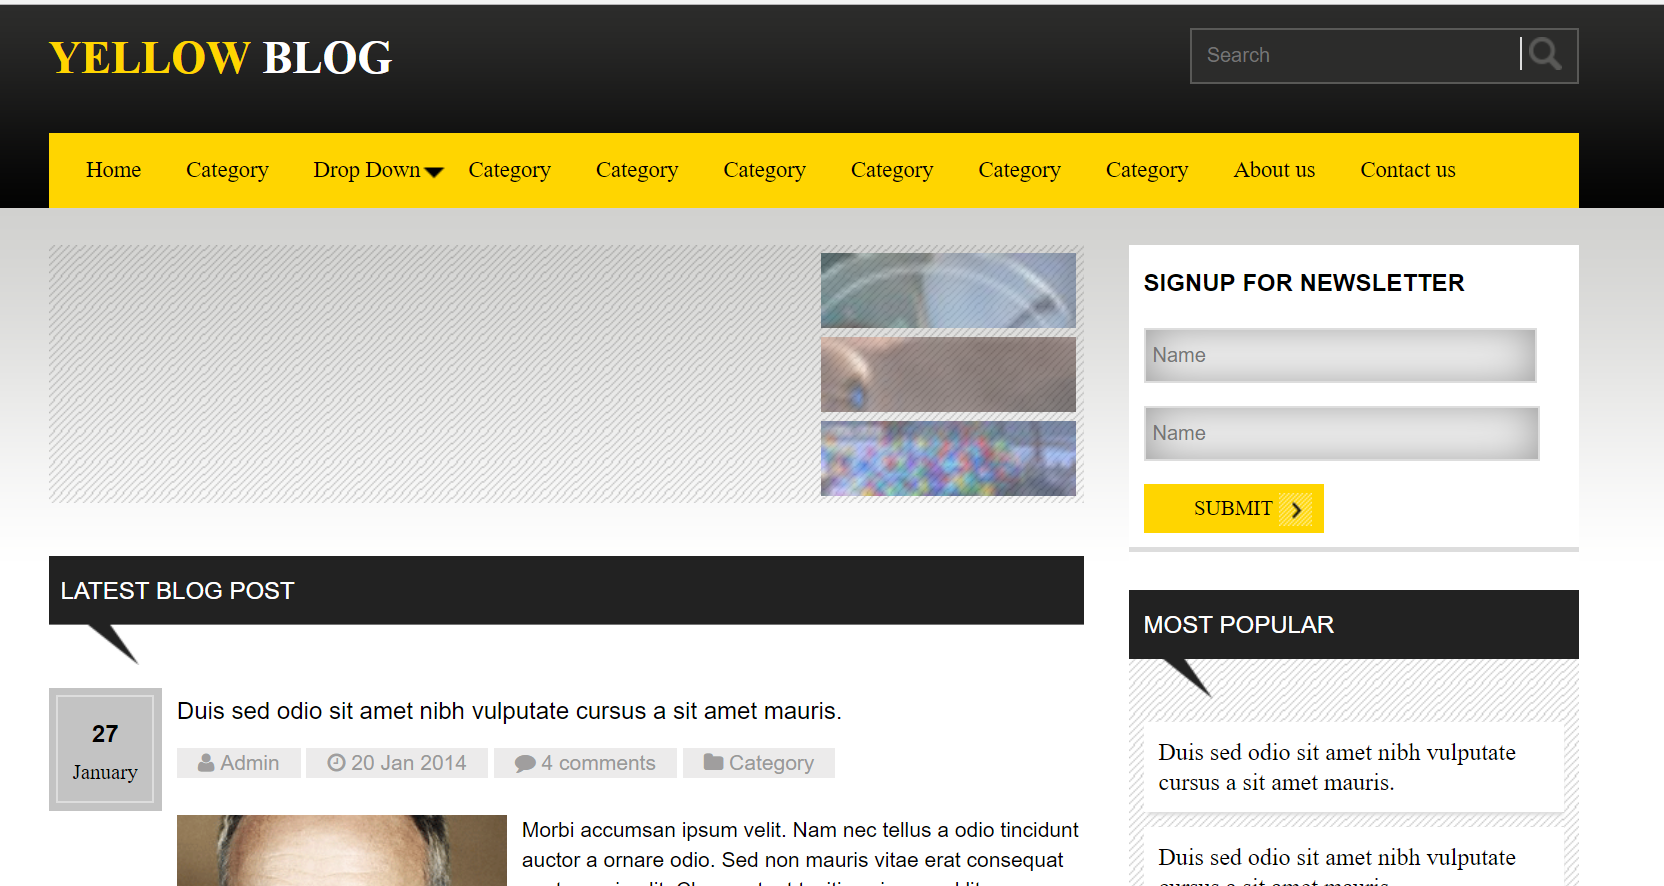 YELLOW BLOG
Search
Home Category Drop Down Category Category Category Category Category Category About us Contact us
SIGNUP FOR NEWSLETTER
Name
Name
SUBMIT
LATEST BLOG POST
27
January
Duis sed odio sit amet nibh vulputate cursus a sit amet mauris.
Admin 20 Jan 2014 4 comments Category
Morbi accumsan ipsum velit. Nam nec tellus a odio tincidunt
auctor a ornare odio. Sed non mauris vitae erat consequat
MOST POPULAR
Duis sed odio sit amet nibh vulputate
cursus a sit amet mauris.
Duis sed odio sit amet nibh vulputate
cursus a sit amet mauris.